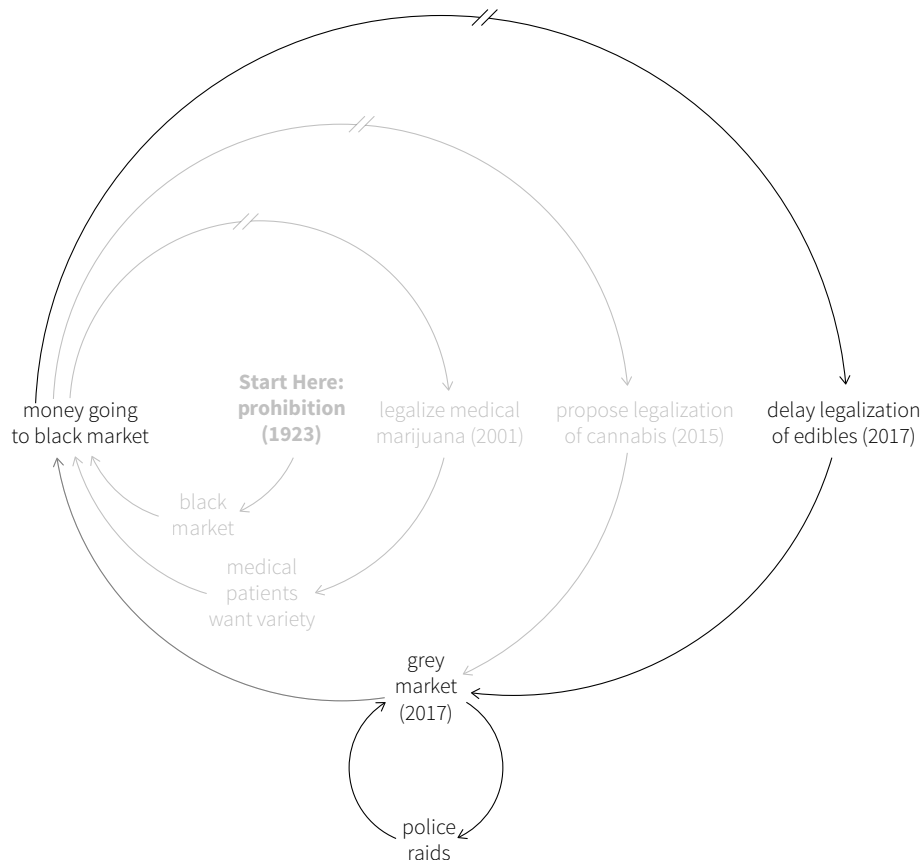 Start Here:
prohibition
(1923)
money going
to black market
legalize medical
marijuana (2001)
propose legalization
of cannabis (2015)
delay legalization
of edibles (2017)
black
market
medical
patients
want variety
grey
market
(2017)
police
raids